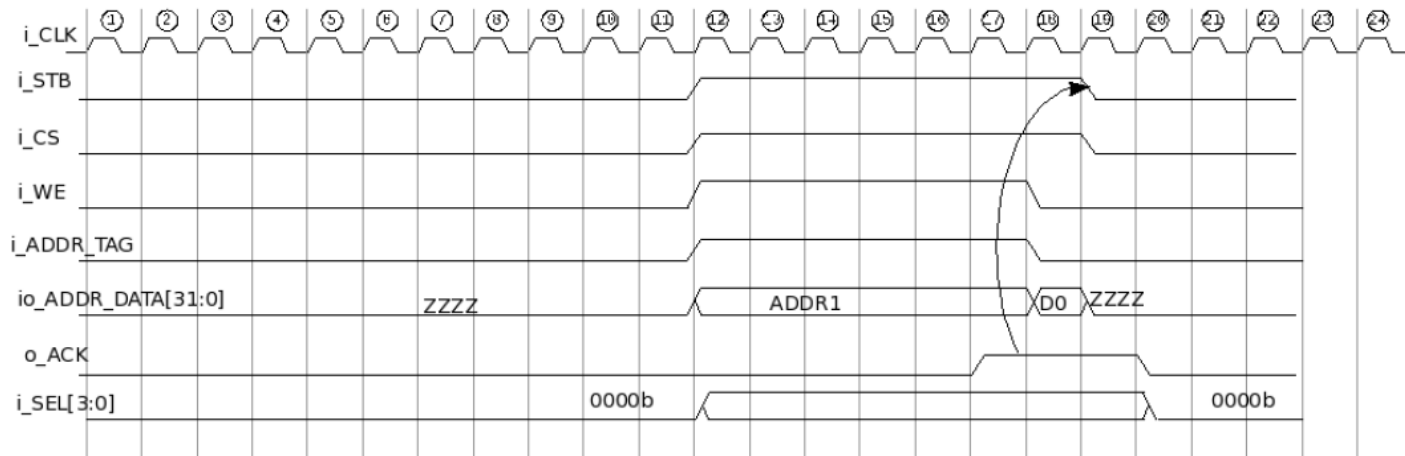 ① ② ③ ④ ⑤ ⑥ ⑦ ⑧ ⑨ ⑩ ⑪ ⑫ ⑬ ⑭ ⑮ ⑯ ⑰ ⑱ ⑲ ⑳ ㉑ ㉒ ㉓ ㉔
i_CLK
i_STB
i_CS
i_WE
i_ADDR_TAG
io_ADDR_DATA[31:0] ZZZZ ADDR1 D0 ZZZZ
o_ACK
i_SEL[3:0] 0000b 0000b